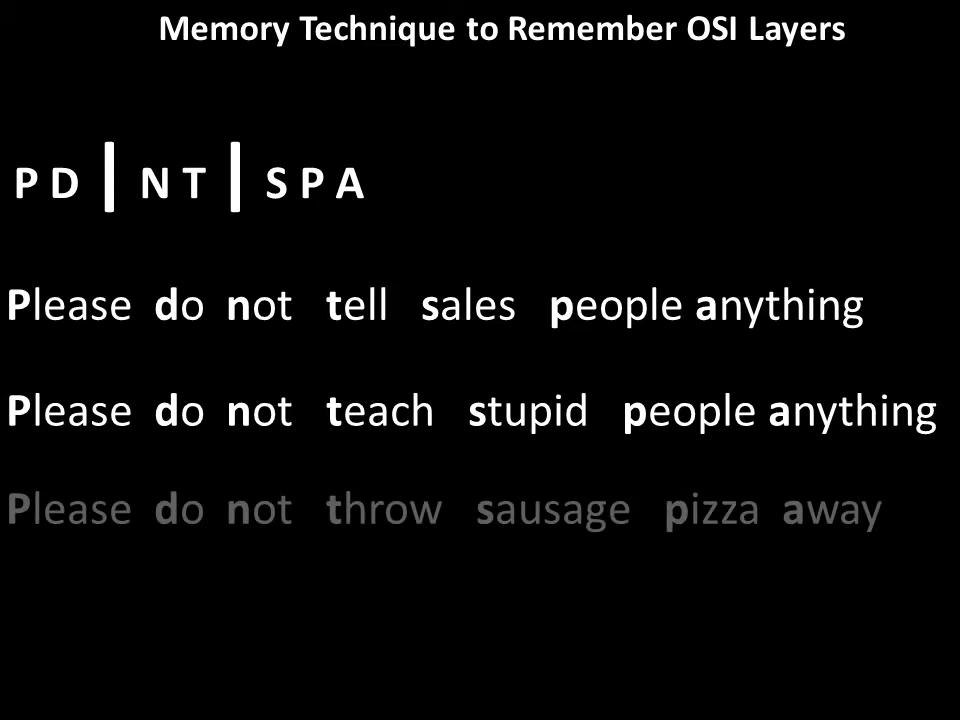 Memory Technique to Remember OSI Layers
P D | N T | S P A
Please do not tell sales people anything
Please do not teach stupid people anything
Please do not throw sausage pizza away